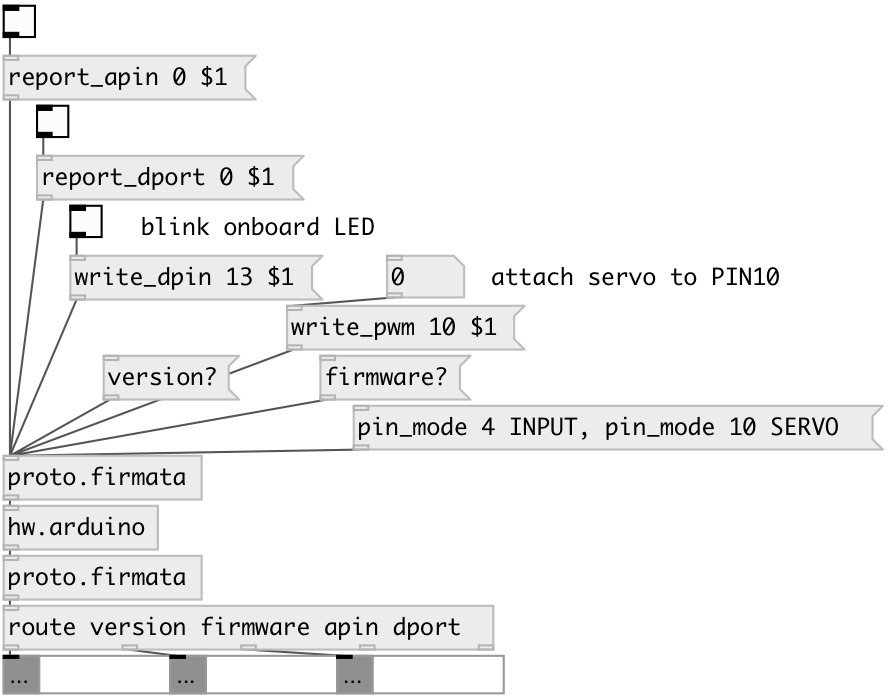 report_apin 0 $1
report_dport 0 $1
blink onboard LED
write_dpin 13 $1
0
attach servo to PIN10
write_pwm 10 $1
version?
firmware?
pin_mode 4 INPUT, pin_mode 10 SERVO
proto.firmata
hw.arduino
proto.firmata
route version firmware apin dport
... ... ...